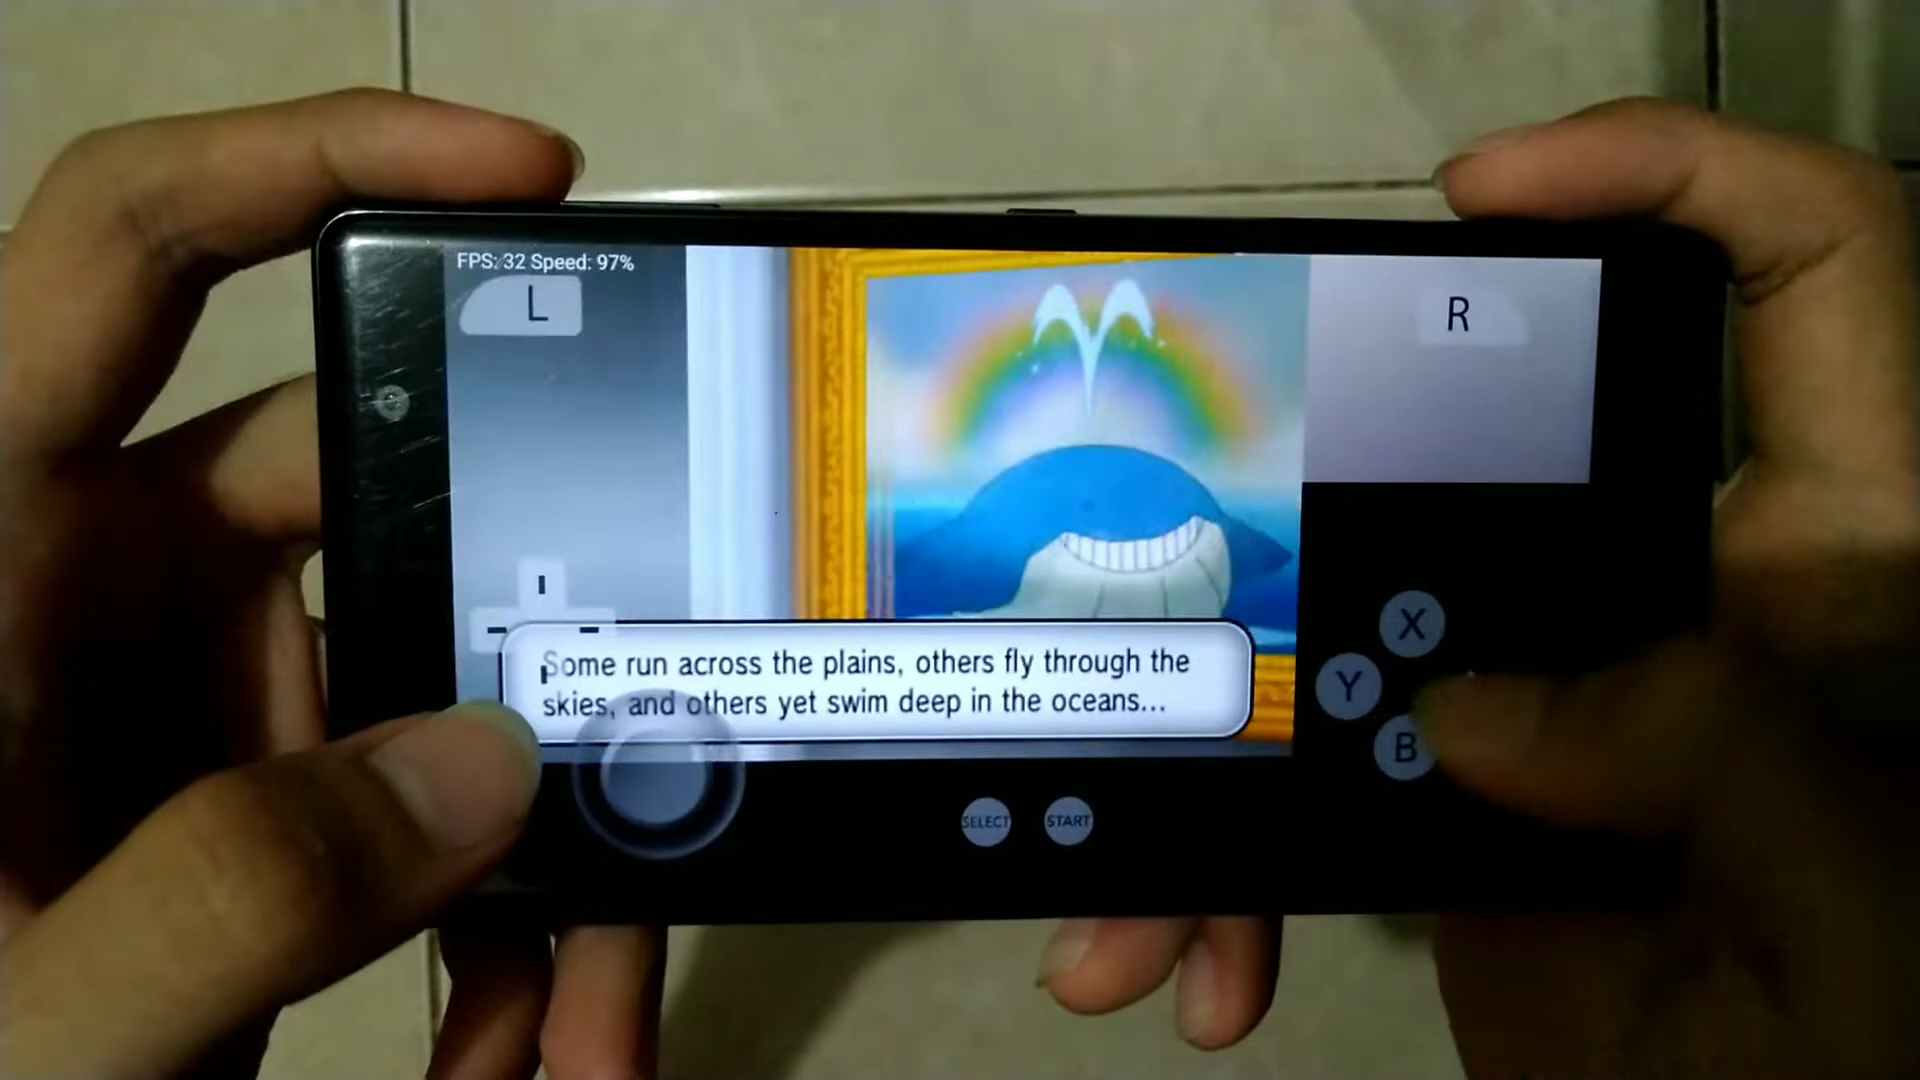 FPS: 32 Speed: 97%
L
R
X
Y
B
Some run across the plains, others fly through the
skies, and others yet swim deep in the oceans...
SELECT
START